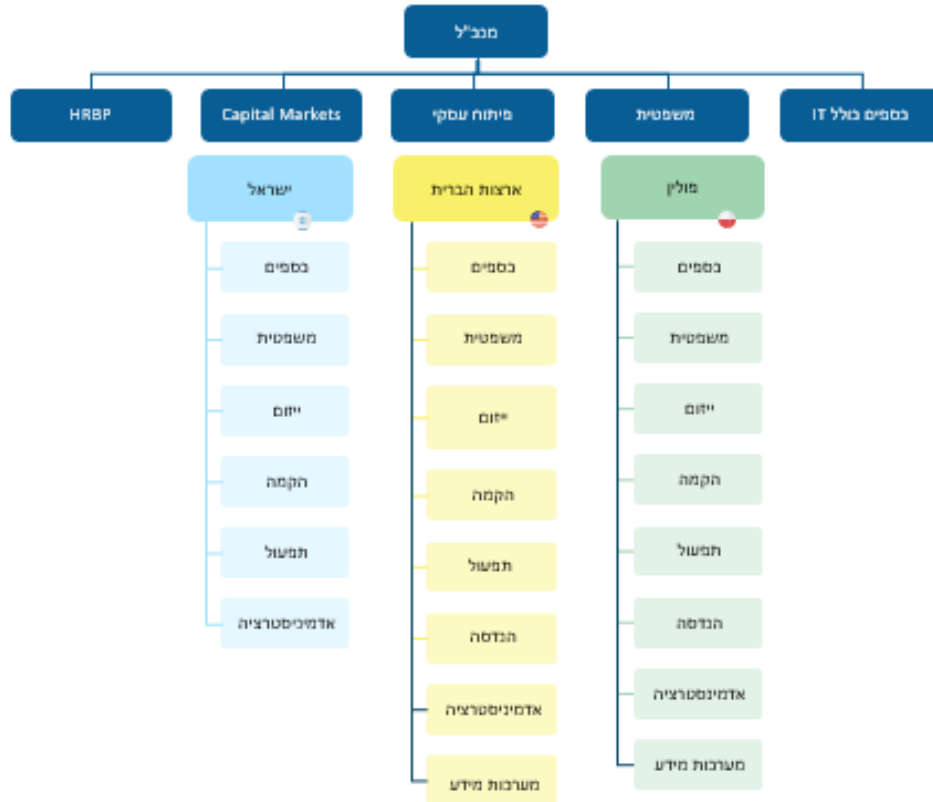 מנכ"ל
כספים כולל IT
משפטית
פיתוח עסקי
Capital Markets
HRBP
פולין
כספים
משפטית
ייזום
הקמה
תפעול
הנדסה
אדמינסטרציה
מערכות מידע
ארצות הברית
כספים
משפטית
ייזום
הקמה
תפעול
הנדסה
אדמיניסטרציה
מערכות מידע
ישראל
כספים
משפטית
ייזום
הקמה
תפעול
אדמיניסטרציה